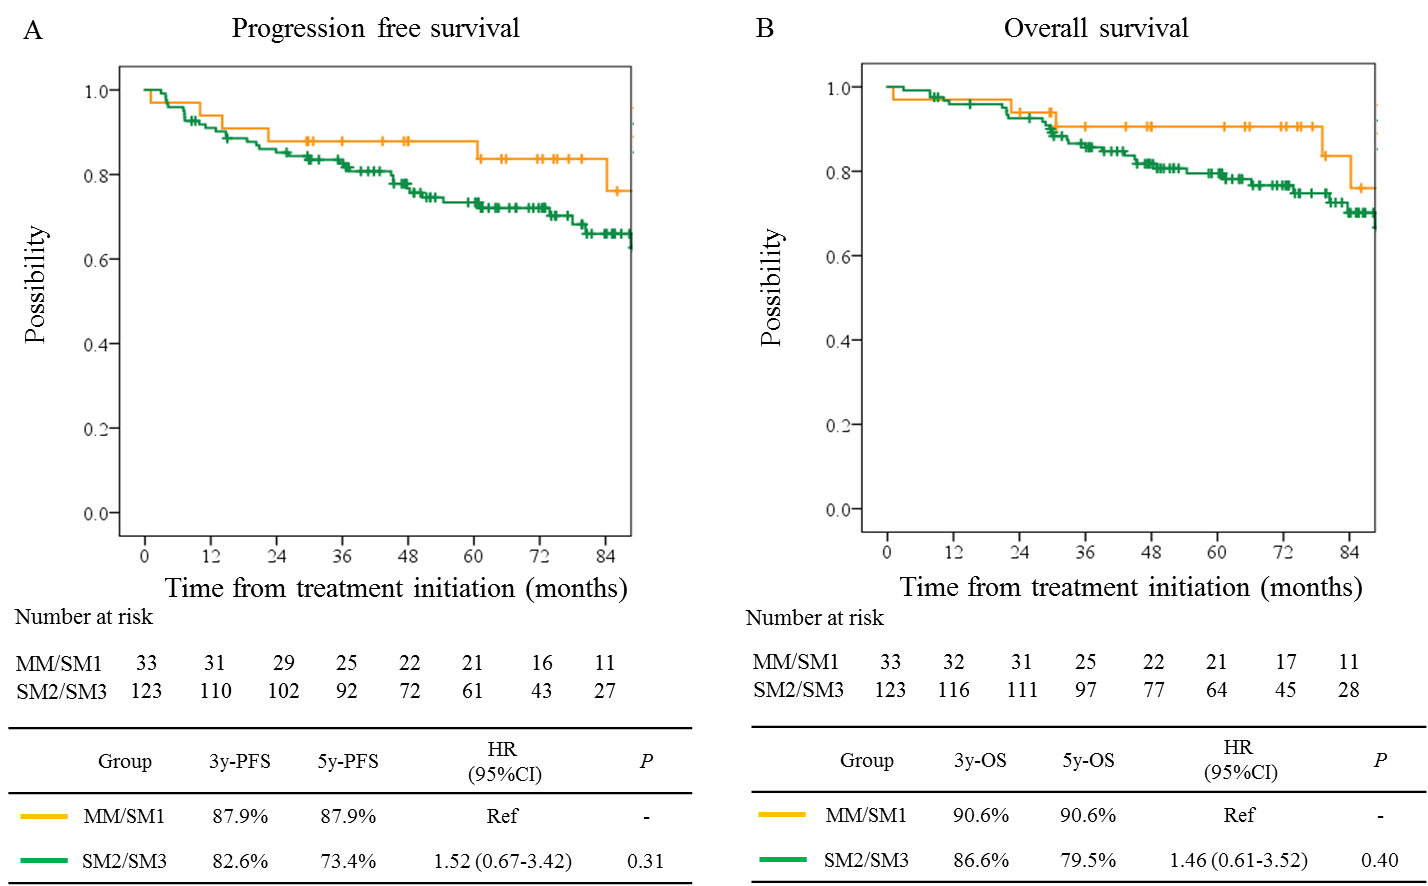 A
Progression free survival
Possibility
1.0
0.8
0.6
0.4
0.2
0.0
0 12 24 36 48 60 72 84
Time from treatment initiation (months)
Number at risk
MM/SM1 33 31 29 25 22 21 16 11
SM2/SM3 123 110 102 92 72 61 43 27
Group 3y-PFS 5y-PFS HR (95%CI) P
MM/SM1 87.9% 87.9% Ref -
SM2/SM3 82.6% 73.4% 1.52 (0.67-3.42) 0.31
B
Overall survival
Possibility
1.0
0.8
0.6
0.4
0.2
0.0
0 12 24 36 48 60 72 84
Time from treatment initiation (months)
Number at risk
MM/SM1 33 32 31 25 22 21 17 11
SM2/SM3 123 116 111 97 77 64 45 28
Group 3y-OS 5y-OS HR (95%CI) P
MM/SM1 90.6% 90.6% Ref -
SM2/SM3 86.6% 79.5% 1.46 (0.61-3.52) 0.40